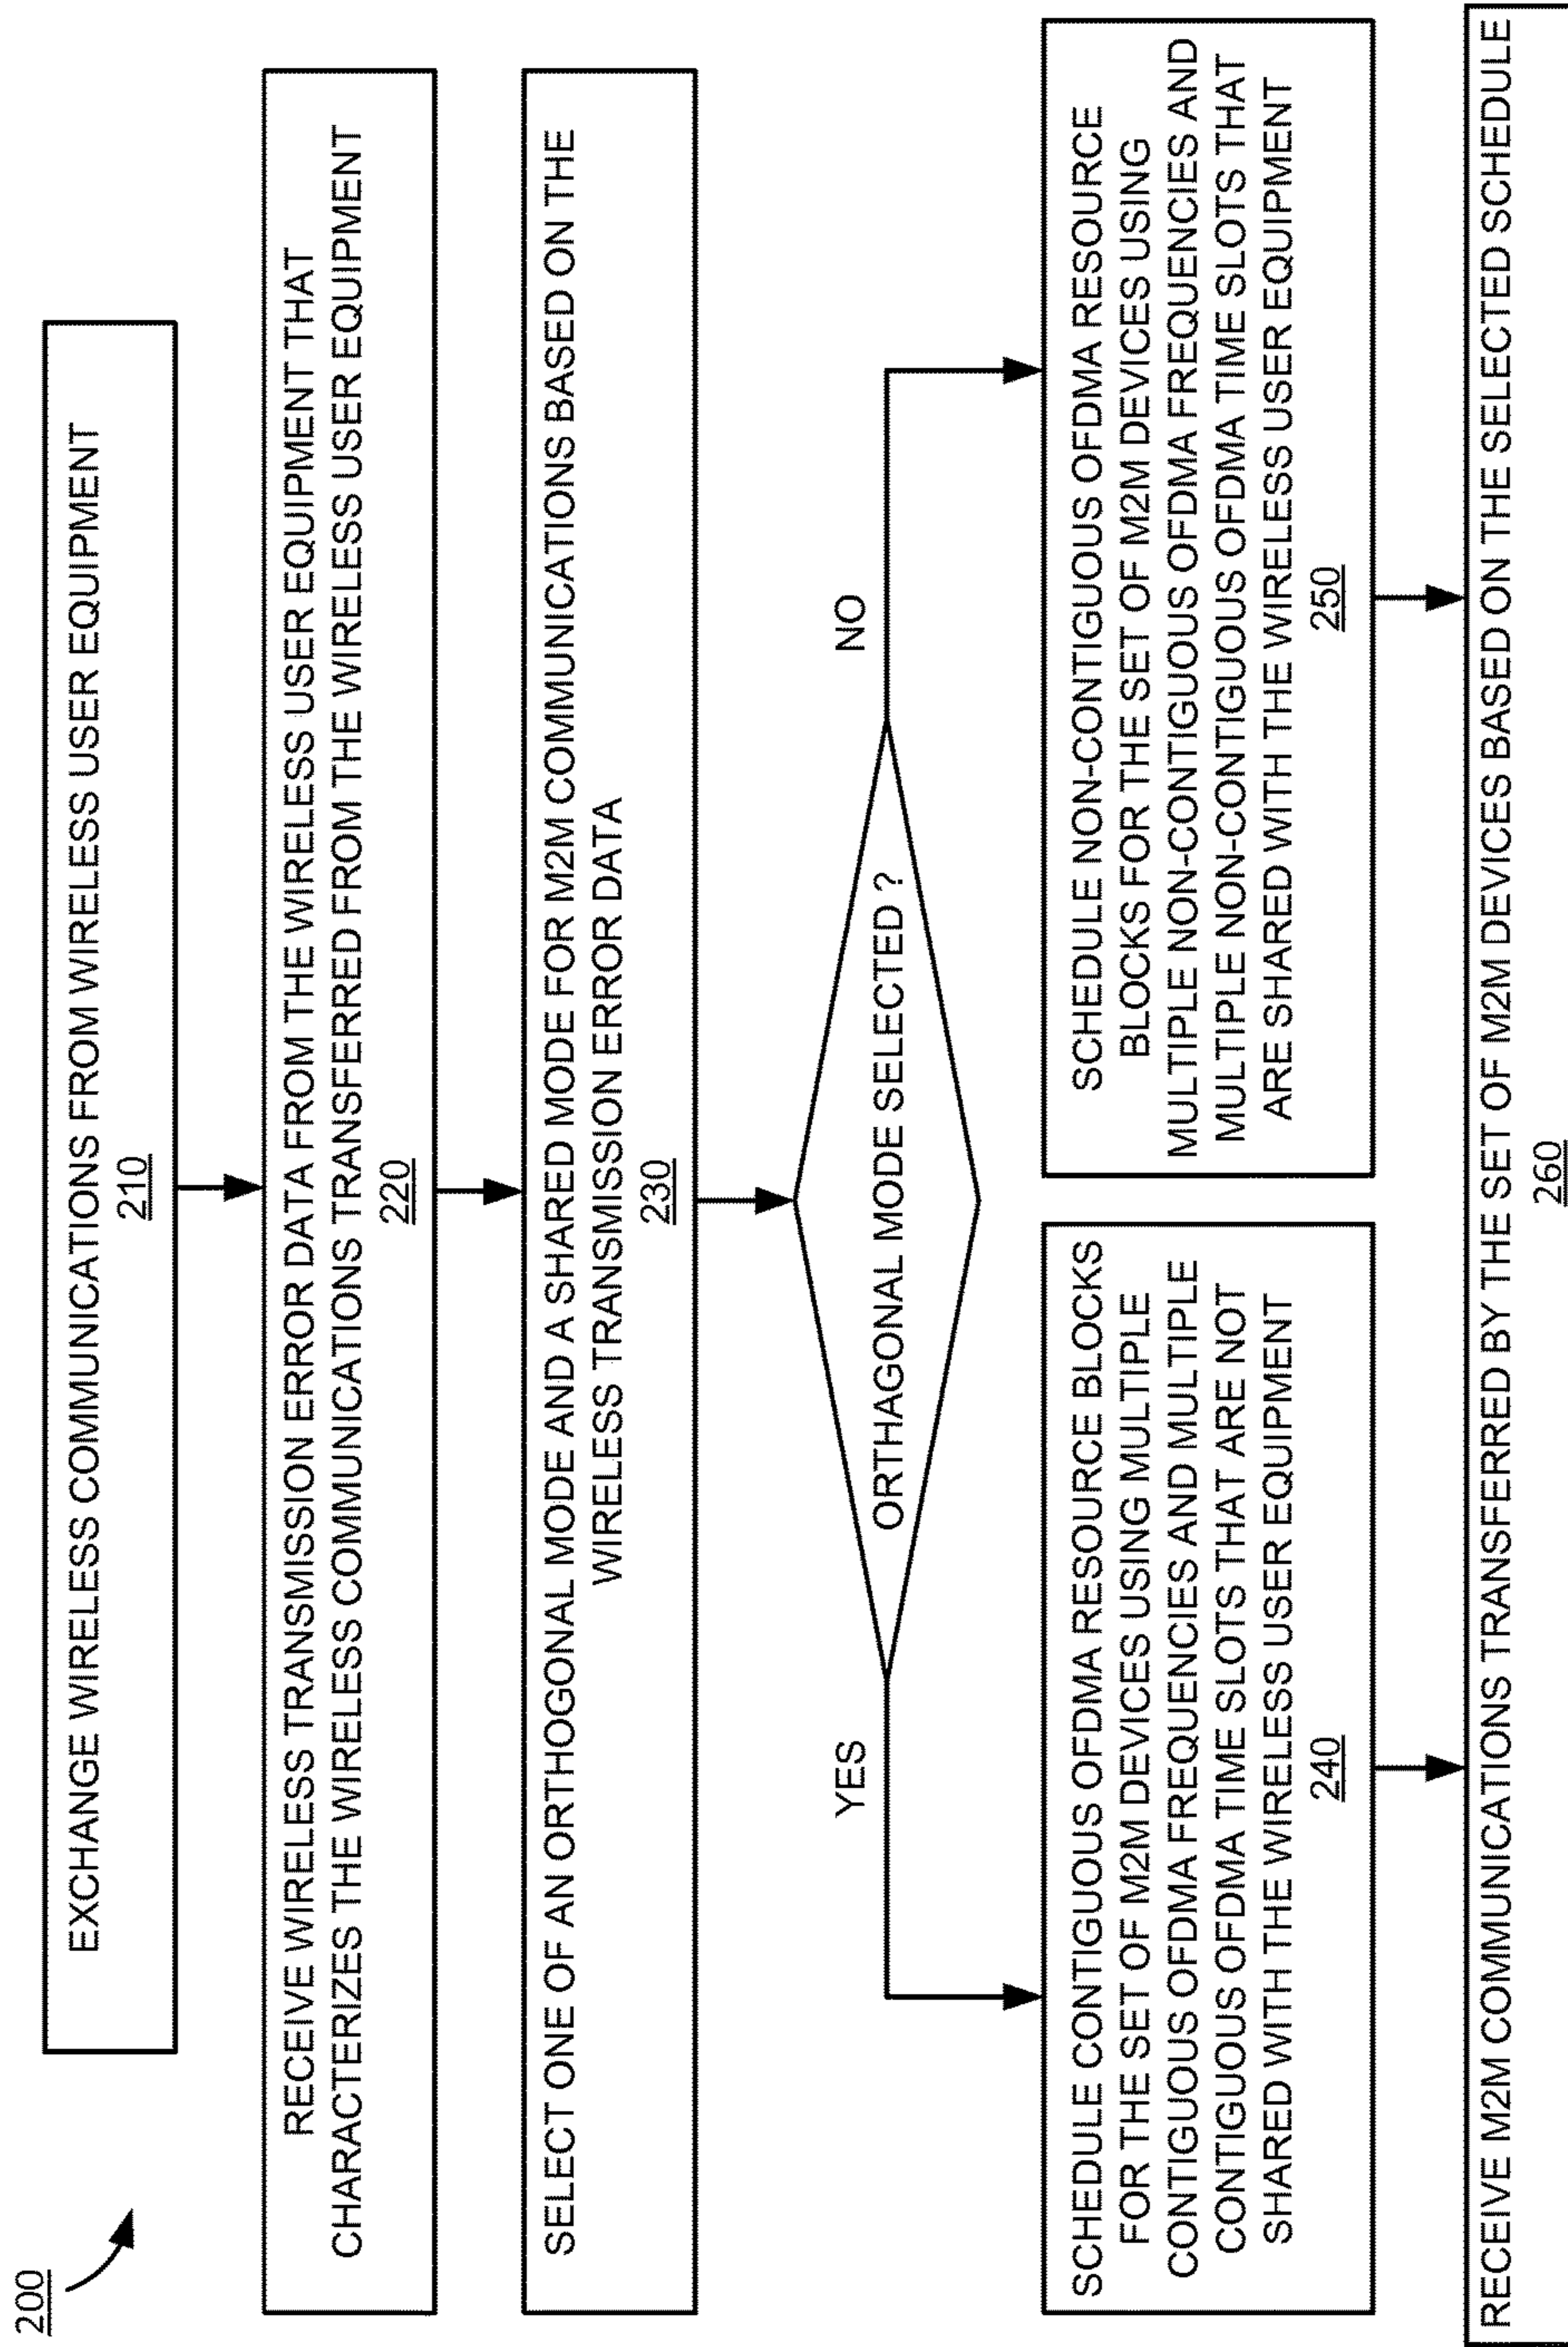 200
EXCHANGE WIRELESS COMMUNICATIONS FROM WIRELESS USER EQUIPMENT
210
RECEIVE WIRELESS TRANSMISSION ERROR DATA FROM THE WIRELESS USER EQUIPMENT THAT
CHARACTERIZES THE WIRELESS COMMUNICATIONS TRANSFERRED FROM THE WIRELESS USER EQUIPMENT
220
SELECT ONE OF AN ORTHOGONAL MODE AND A SHARED MODE FOR M2M COMMUNICATIONS BASED ON THE
WIRELESS TRANSMISSION ERROR DATA
230
ORTHAGONAL MODE SELECTED ?
YES
NO
SCHEDULE CONTIGUOUS OFDMA RESOURCE BLOCKS
FOR THE SET OF M2M DEVICES USING MULTIPLE
CONTIGUOUS OFDMA FREQUENCIES AND MULTIPLE
CONTIGUOUS OFDMA TIME SLOTS THAT ARE NOT
SHARED WITH THE WIRELESS USER EQUIPMENT
240
SCHEDULE NON-CONTIGUOUS OFDMA RESOURCE
BLOCKS FOR THE SET OF M2M DEVICES USING
MULTIPLE NON-CONTIGUOUS OFDMA FREQUENCIES AND
MULTIPLE NON-CONTIGUOUS OFDMA TIME SLOTS THAT
ARE SHARED WITH THE WIRELESS USER EQUIPMENT
250
RECEIVE M2M COMMUNICATIONS TRANSFERRED BY THE SET OF M2M DEVICES BASED ON THE SELECTED SCHEDULE
260